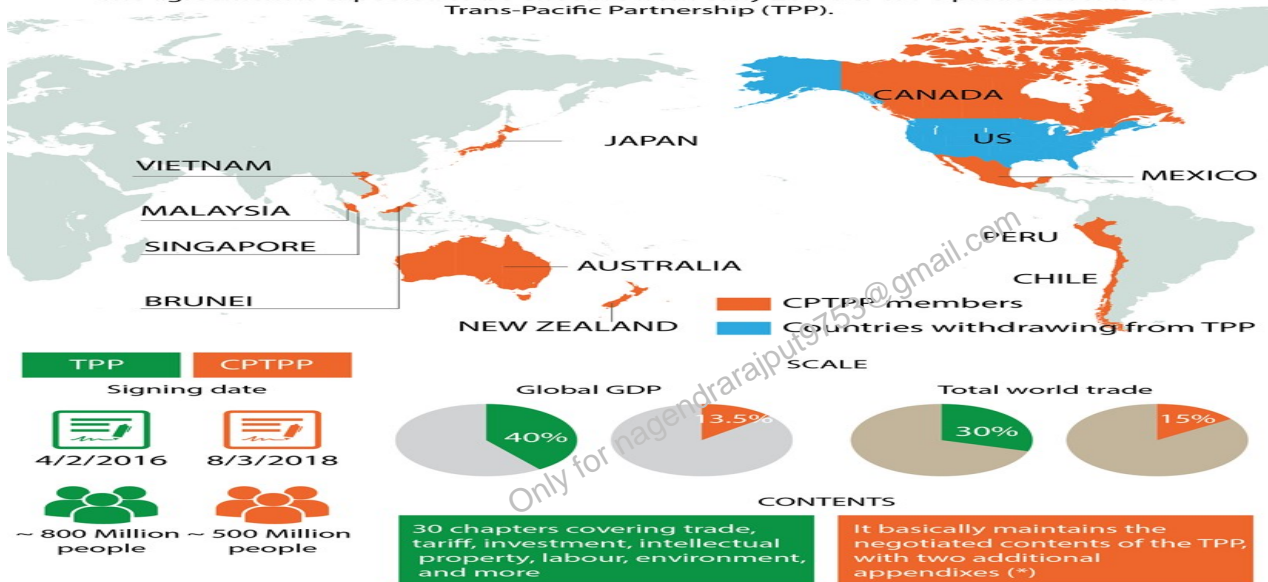 Trans-Pacific Partnership (TPP).
CANADA
US
JAPAN
VIETNAM
MEXICO
MALAYSIA
SINGAPORE
PERU
AUSTRALIA
CHILE
BRUNEI
NEW ZEALAND
CPTPP members
Countries withdrawing from TPP
Only for nagendrarajput9753@gmail.com
TPP
CPTPP
Signing date
4/2/2016
8/3/2018
~ 800 Million
people
~ 500 Million
people
SCALE
Global GDP
40%
13.5%
Total world trade
30%
15%
CONTENTS
30 chapters covering trade,
tariff, investment, intellectual
property, labour, environment,
and more
It basically maintains the
negotiated contents of the TPP,
with two additional
appendixes (*)